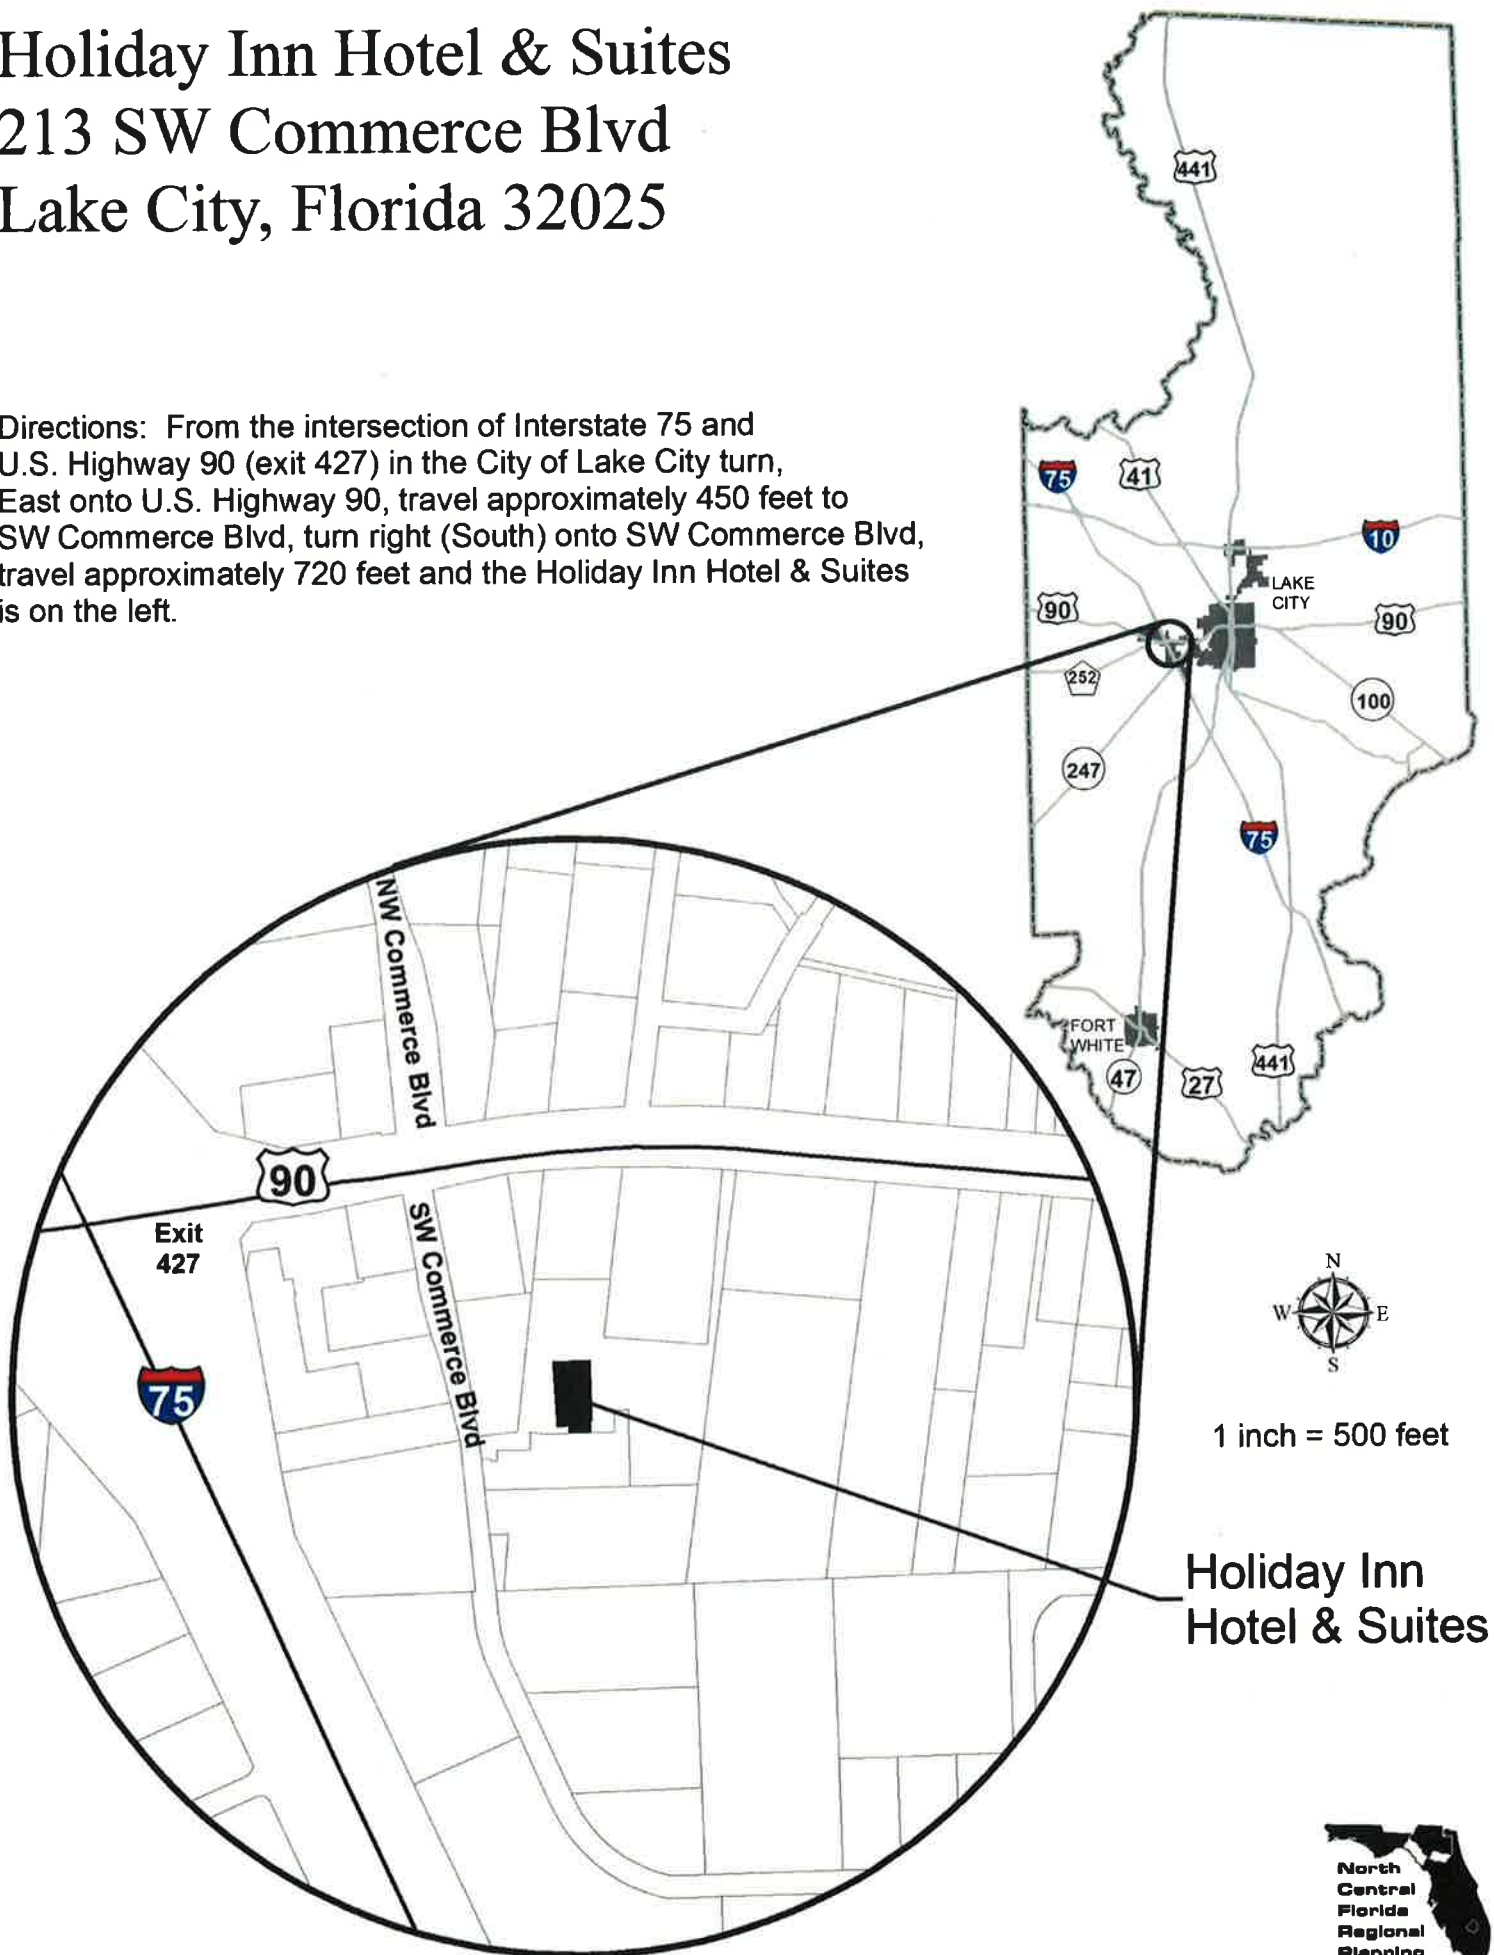 Holiday Inn Hotel & Suites
213 SW Commerce Blvd
Lake City, Florida 32025
Directions: From the intersection of Interstate 75 and
U.S. Highway 90 (exit 427) in the City of Lake City turn,
East onto U.S. Highway 90, travel approximately 450 feet to
SW Commerce Blvd, turn right (South) onto SW Commerce Blvd,
travel approximately 720 feet and the Holiday Inn Hotel & Suites
is on the left.
441
75
41
10
LAKE
CITY
90
90
252
100
247
75
FORT
WHITE
47
27
441
NW Commerce Blvd
90
Exit
427
SW Commerce Blvd
75
N
W E
S
1 inch = 500 feet
Holiday Inn
Hotel & Suites
North
Central
Florida
Regional
Planning